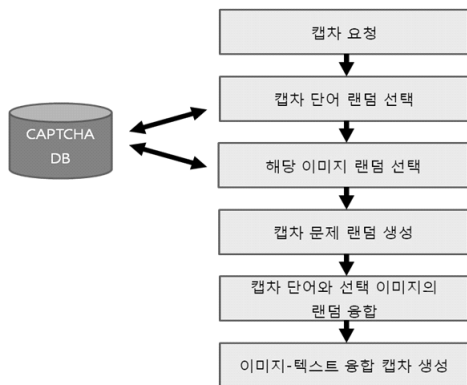 캡차 요청
캡차 단어 랜덤 선택
CAPTCHA
DB
해당 이미지 랜덤 선택
캡차 문제 랜덤 생성
캡차 단어와 선택 이미지의
랜덤 융합
이미지-텍스트 융합 캡차 생성